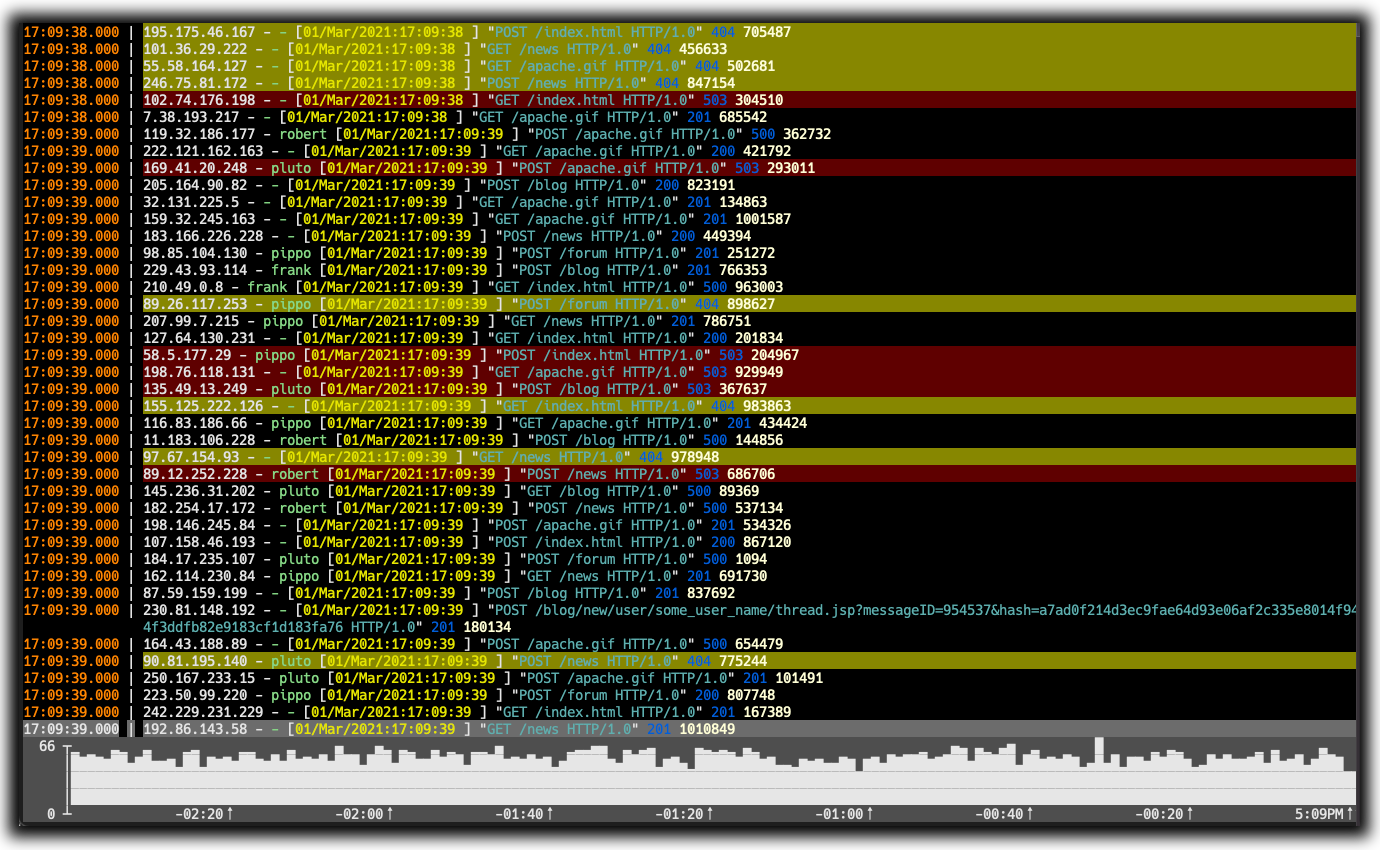 17:09:38.000 | 195.175.46.167 - - [01/Mar/2021:17:09:38 ] "POST /index.html HTTP/1.0" 404 705487
17:09:38.000 | 101.36.29.222 - - [01/Mar/2021:17:09:38 ] "GET /news HTTP/1.0" 404 456633
17:09:38.000 | 55.58.164.127 - - [01/Mar/2021:17:09:38 ] "GET /apache.gif HTTP/1.0" 404 502681
17:09:38.000 | 246.75.81.172 - - [01/Mar/2021:17:09:38 ] "POST /news HTTP/1.0" 404 847154
17:09:38.000 | 102.74.176.198 - - [01/Mar/2021:17:09:38 ] "GET /index.html HTTP/1.0" 503 304510
17:09:38.000 | 7.38.193.217 - - [01/Mar/2021:17:09:38 ] "GET /apache.gif HTTP/1.0" 201 685542
17:09:39.000 | 119.32.186.177 - robert [01/Mar/2021:17:09:39 ] "POST /apache.gif HTTP/1.0" 500 362732
17:09:39.000 | 222.121.162.163 - - [01/Mar/2021:17:09:39 ] "GET /apache.gif HTTP/1.0" 200 421792
17:09:39.000 | 169.41.20.248 - pluto [01/Mar/2021:17:09:39 ] "POST /apache.gif HTTP/1.0" 503 293011
17:09:39.000 | 205.164.90.82 - - [01/Mar/2021:17:09:39 ] "POST /blog HTTP/1.0" 200 823191
17:09:39.000 | 32.131.225.5 - - [01/Mar/2021:17:09:39 ] "GET /apache.gif HTTP/1.0" 201 134863
17:09:39.000 | 159.32.245.163 - - [01/Mar/2021:17:09:39 ] "GET /apache.gif HTTP/1.0" 201 1001587
17:09:39.000 | 183.166.226.228 - - [01/Mar/2021:17:09:39 ] "POST /news HTTP/1.0" 200 449394
17:09:39.000 | 98.85.104.130 - pippo [01/Mar/2021:17:09:39 ] "POST /forum HTTP/1.0" 201 251272
17:09:39.000 | 229.43.93.114 - frank [01/Mar/2021:17:09:39 ] "POST /blog HTTP/1.0" 201 766353
17:09:39.000 | 210.49.0.8 - frank [01/Mar/2021:17:09:39 ] "GET /index.html HTTP/1.0" 500 963003
17:09:39.000 | 89.26.117.253 - pippo [01/Mar/2021:17:09:39 ] "POST /forum HTTP/1.0" 404 898627
17:09:39.000 | 207.99.7.215 - pippo [01/Mar/2021:17:09:39 ] "GET /news HTTP/1.0" 201 786751
17:09:39.000 | 127.64.130.231 - - [01/Mar/2021:17:09:39 ] "GET /index.html HTTP/1.0" 200 201834
17:09:39.000 | 58.5.177.29 - pippo [01/Mar/2021:17:09:39 ] "POST /index.html HTTP/1.0" 503 204967
17:09:39.000 | 198.76.118.131 - - [01/Mar/2021:17:09:39 ] "GET /apache.gif HTTP/1.0" 503 929949
17:09:39.000 | 135.49.13.249 - pluto [01/Mar/2021:17:09:39 ] "POST /blog HTTP/1.0" 503 367637
17:09:39.000 | 155.125.222.126 - - [01/Mar/2021:17:09:39 ] "GET /index.html HTTP/1.0" 404 983863
17:09:39.000 | 116.83.186.66 - pippo [01/Mar/2021:17:09:39 ] "GET /apache.gif HTTP/1.0" 201 434424
17:09:39.000 | 11.183.106.228 - robert [01/Mar/2021:17:09:39 ] "POST /blog HTTP/1.0" 500 144856
17:09:39.000 | 97.67.154.93 - - [01/Mar/2021:17:09:39 ] "GET /news HTTP/1.0" 404 978948
17:09:39.000 | 89.12.252.228 - robert [01/Mar/2021:17:09:39 ] "POST /news HTTP/1.0" 503 686706
17:09:39.000 | 145.236.31.202 - pluto [01/Mar/2021:17:09:39 ] "GET /blog HTTP/1.0" 500 89369
17:09:39.000 | 182.254.17.172 - robert [01/Mar/2021:17:09:39 ] "POST /news HTTP/1.0" 500 537134
17:09:39.000 | 198.146.245.84 - - [01/Mar/2021:17:09:39 ] "POST /apache.gif HTTP/1.0" 201 534326
17:09:39.000 | 107.158.46.193 - - [01/Mar/2021:17:09:39 ] "POST /index.html HTTP/1.0" 200 867120
17:09:39.000 | 184.17.235.107 - pluto [01/Mar/2021:17:09:39 ] "POST /forum HTTP/1.0" 500 1094
17:09:39.000 | 162.114.230.84 - pippo [01/Mar/2021:17:09:39 ] "GET /news HTTP/1.0" 201 691730
17:09:39.000 | 87.59.159.199 - - [01/Mar/2021:17:09:39 ] "POST /blog HTTP/1.0" 201 837692
17:09:39.000 | 230.81.148.192 - - [01/Mar/2021:17:09:39 ] "POST /blog/new/user/some_user_name/thread.jsp?messageID=954537&hash=a7ad0f214d3ec9fae64d93e06af2c335e8014f94
4f3ddfb82e9183cf1d183fa76 HTTP/1.0" 201 180134
17:09:39.000 | 164.43.188.89 - - [01/Mar/2021:17:09:39 ] "POST /apache.gif HTTP/1.0" 500 654479
17:09:39.000 | 90.81.195.140 - pluto [01/Mar/2021:17:09:39 ] "POST /news HTTP/1.0" 404 775244
17:09:39.000 | 250.167.233.15 - pluto [01/Mar/2021:17:09:39 ] "POST /apache.gif HTTP/1.0" 201 101491
17:09:39.000 | 223.50.99.220 - pippo [01/Mar/2021:17:09:39 ] "POST /forum HTTP/1.0" 200 807748
17:09:39.000 | 242.229.231.229 - - [01/Mar/2021:17:09:39 ] "GET /index.html HTTP/1.0" 201 167389
17:09:39.000 | 192.86.143.58 - - [01/Mar/2021:17:09:39 ] "GET /news HTTP/1.0" 201 1010849
66
0 -02:20↑ -02:00↑ -01:40↑ -01:20↑ -01:00↑ -00:40↑ -00:20↑ 5:09PM↑